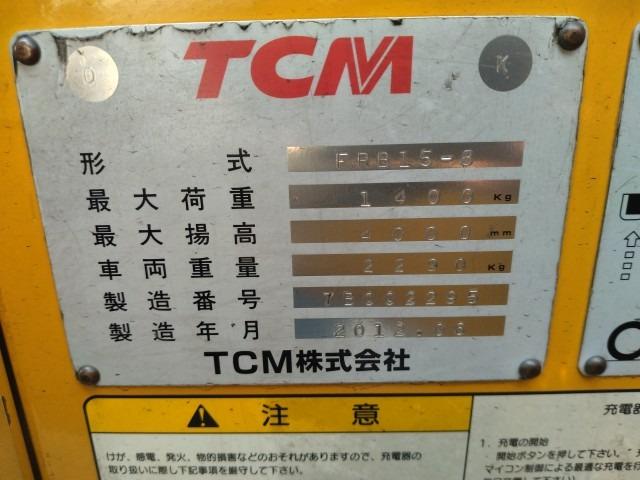 O TCM K
形式 FRB15-8
最大荷重 1400 Kg
最大揚高 4000 mm
車両重量 2290 Kg
製造番号 7B002295
製造年月 2012.06
TCM株式会社
注意
けが、感電、発火、物的損害などのおそれがありますので、充電器の
取り扱いに際し下記事項を厳守して下さい。
充電器
1. 充電の開始
開始ボタンを押して下さい。
マイコン制御による最適な充電を行